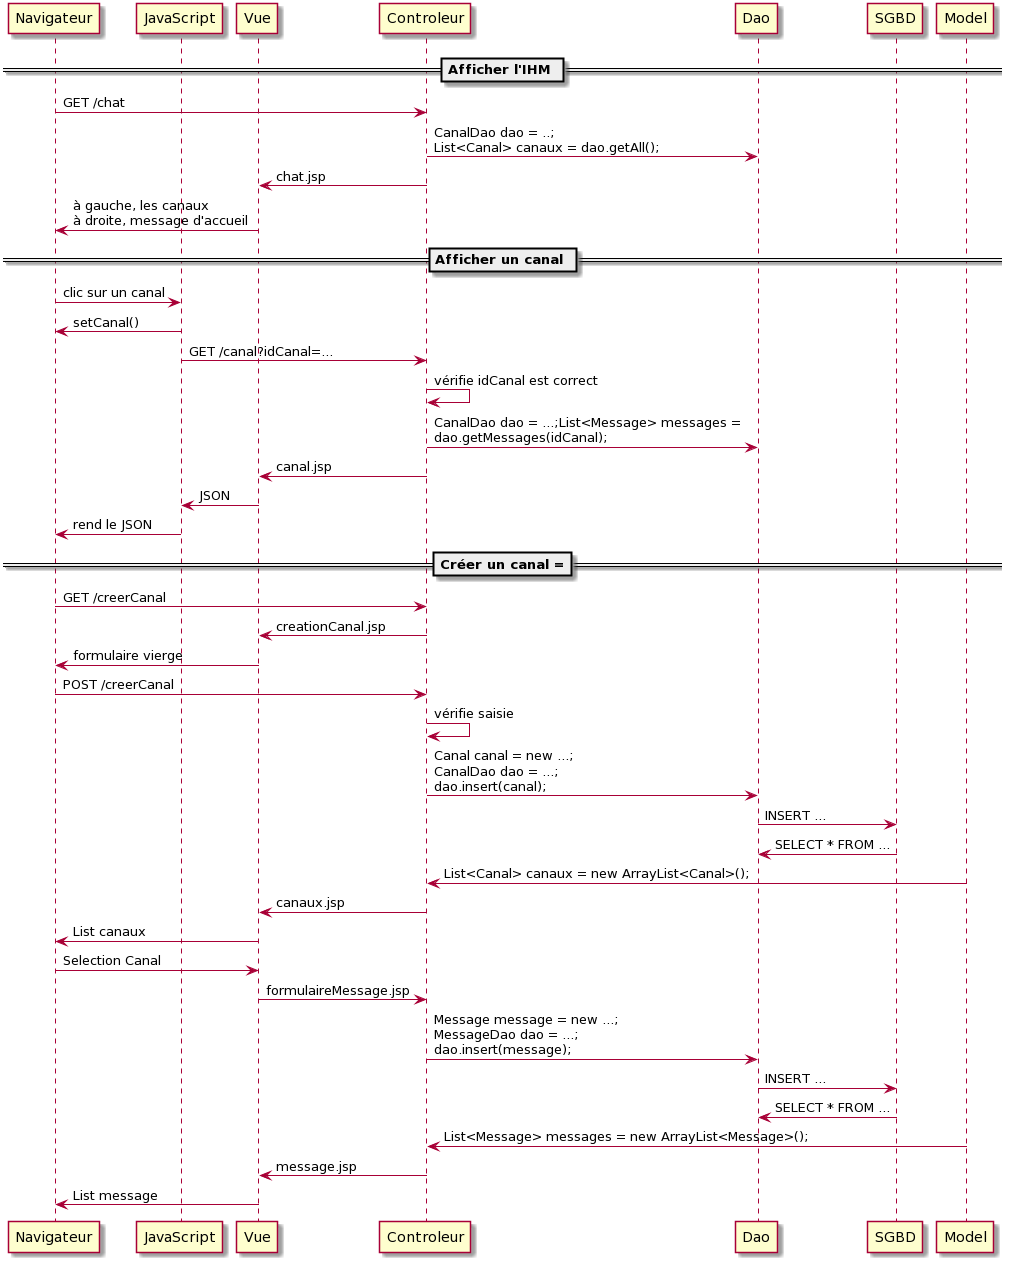 Navigateur JavaScript Vue Controleur Dao SGBD Model
Afficher l'IHM
GET /chat
CanalDao dao = ..;
List<Canal> canaux = dao.getAll();
chat.jsp
à gauche, les canaux
à droite, message d'accueil
Afficher un canal
clic sur un canal
setCanal()
GET /canal?idCanal=...
vérifie idCanal est correct
CanalDao dao = ...;List<Message> messages =
dao.getMessages(idCanal);
canal.jsp
JSON
rend le JSON
Créer un canal =
GET /creerCanal
creationCanal.jsp
formulaire vierge
POST /creerCanal
vérifie saisie
Canal canal = new ...;
CanalDao dao = ...;
dao.insert(canal);
INSERT ...
SELECT * FROM ...
List<Canal> canaux = new ArrayList<Canal>();
canaux.jsp
List canaux
Selection Canal
formulaireMessage.jsp
Message message = new ...;
MessageDao dao = ...;
dao.insert(message);
INSERT ...
SELECT * FROM ...
List<Message> messages = new ArrayList<Message>();
message.jsp
List message
Navigateur JavaScript Vue Controleur Dao SGBD Model